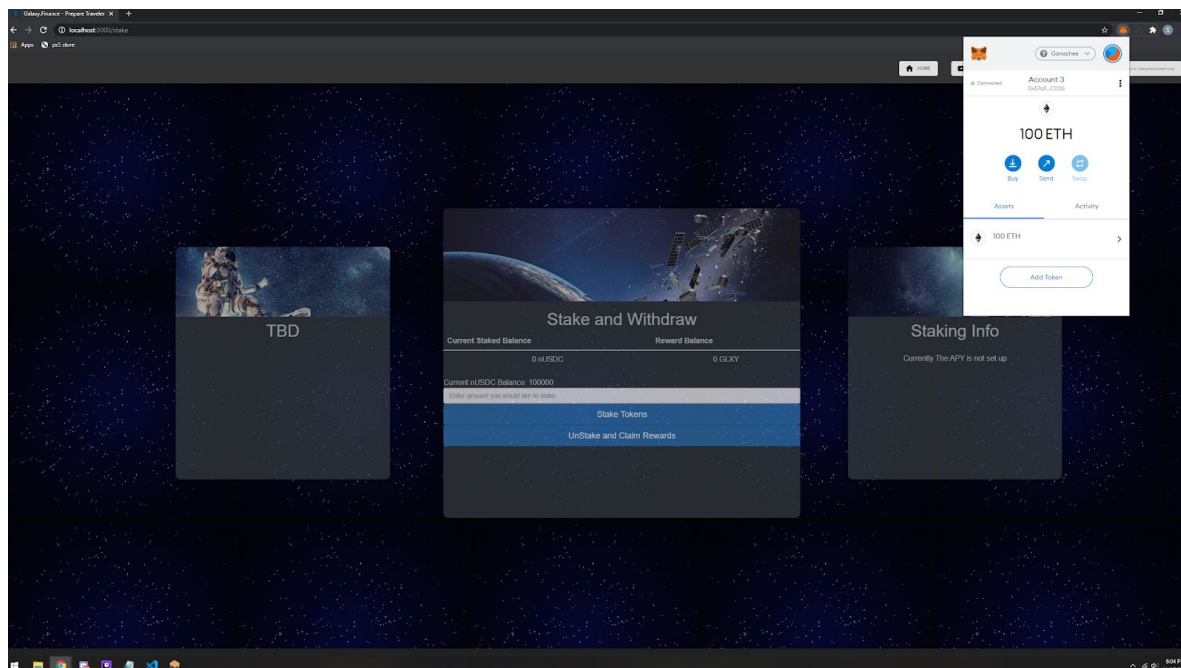 Galaxy.Finance - Prepare Traveler
localhost:3000/stake
Apps ps5 store
HOME
Ganachee
Connected
Account 3
100 ETH
Buy Send Swap
Assets Activity
100 ETH
Add Token
TBD
Stake and Withdraw
Current Staked Balance Reward Balance
0 nUSDC 0 GLXY
Current nUSDC Balance: 100000
Enter amount you would like to stake
Stake Tokens
UnStake and Claim Rewards
Staking Info
Currently The APY is not set up